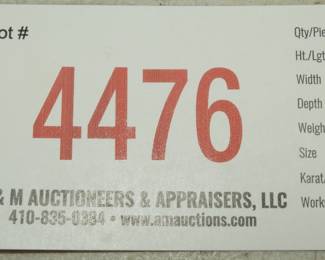 ot #
4476
& M AUCTIONEERS & APPRAISERS, LLC
410-835-0384 • www.amauctions.com
Qty/Pie
Ht./Lgt
Width
Depth
Weigh
Size
Karat/
Works